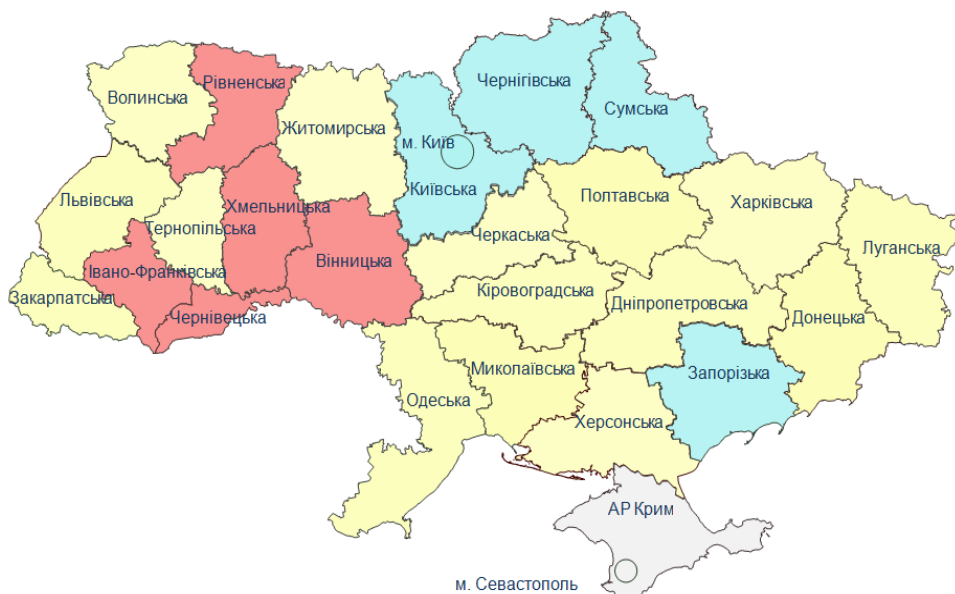 Волинська
Рівненська
Житомирська
м. Київ
Київська
Чернігівська
Сумська
Львівська
Тернопільська
Хмельницька
Вінницька
Івано-Франківська
Закарпатська
Чернівецька
Черкаська
Полтавська
Харківська
Луганська
Кіровоградська
Дніпропетровська
Донецька
Миколаївська
Запорізька
Одеська
Херсонська
АР Крим
м. Севастополь